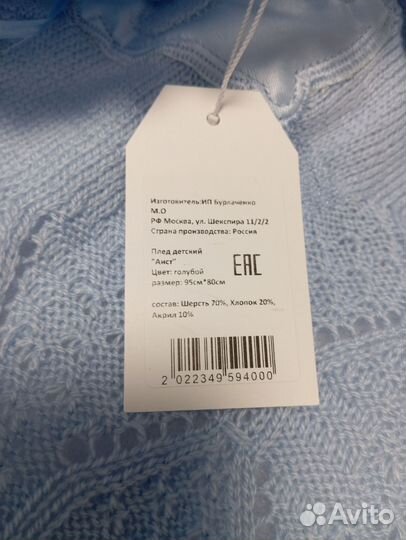 Изготовитель:ИП Бурлаченко
М.О
РФ Москва, ул. Шекспира 11/2/2
Страна производства: Россия
Плед детский
"Аист"
Цвет: голубой
размер: 95см*80см
EAC
состав: Шерсть 70%, Хлопок 20%,
Акрил 10%
2 022349 594000
Avito